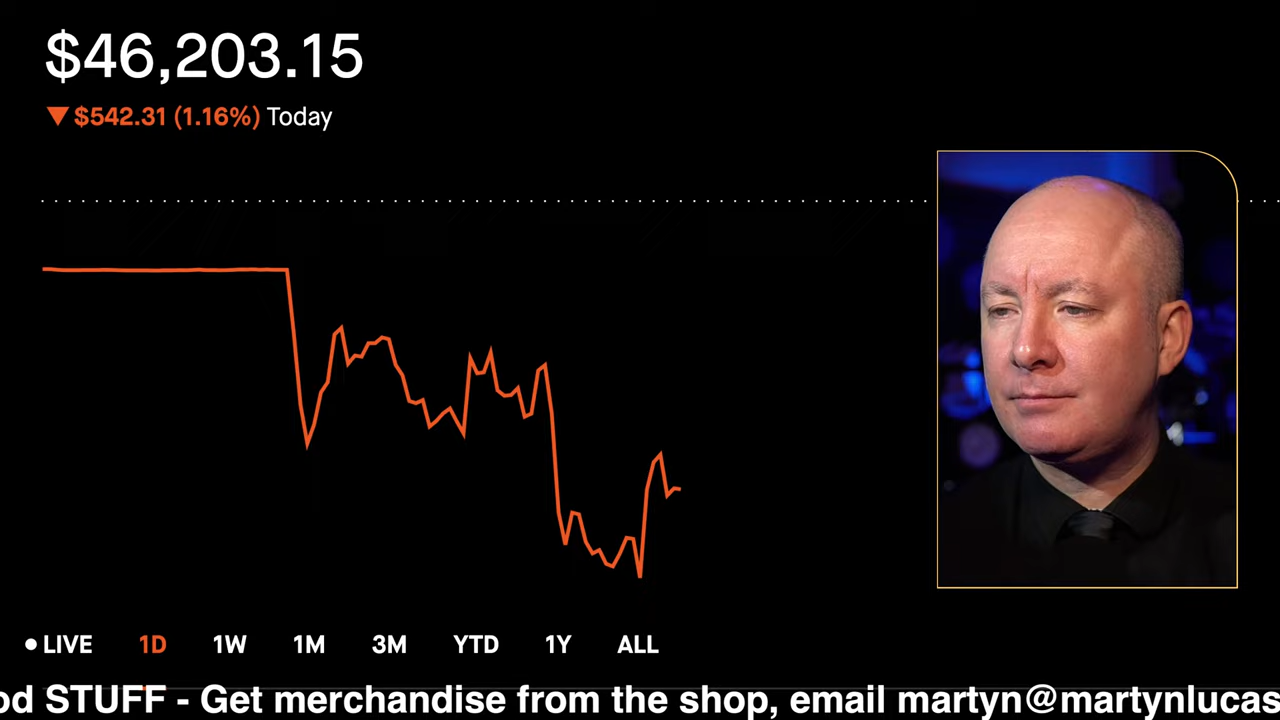 $46,203.15
▼ $542.31 (1.16%) Today
• LIVE 1D 1W 1M 3M YTD 1Y ALL
od STUFF - Get merchandise from the shop, email martyn@martynlucas